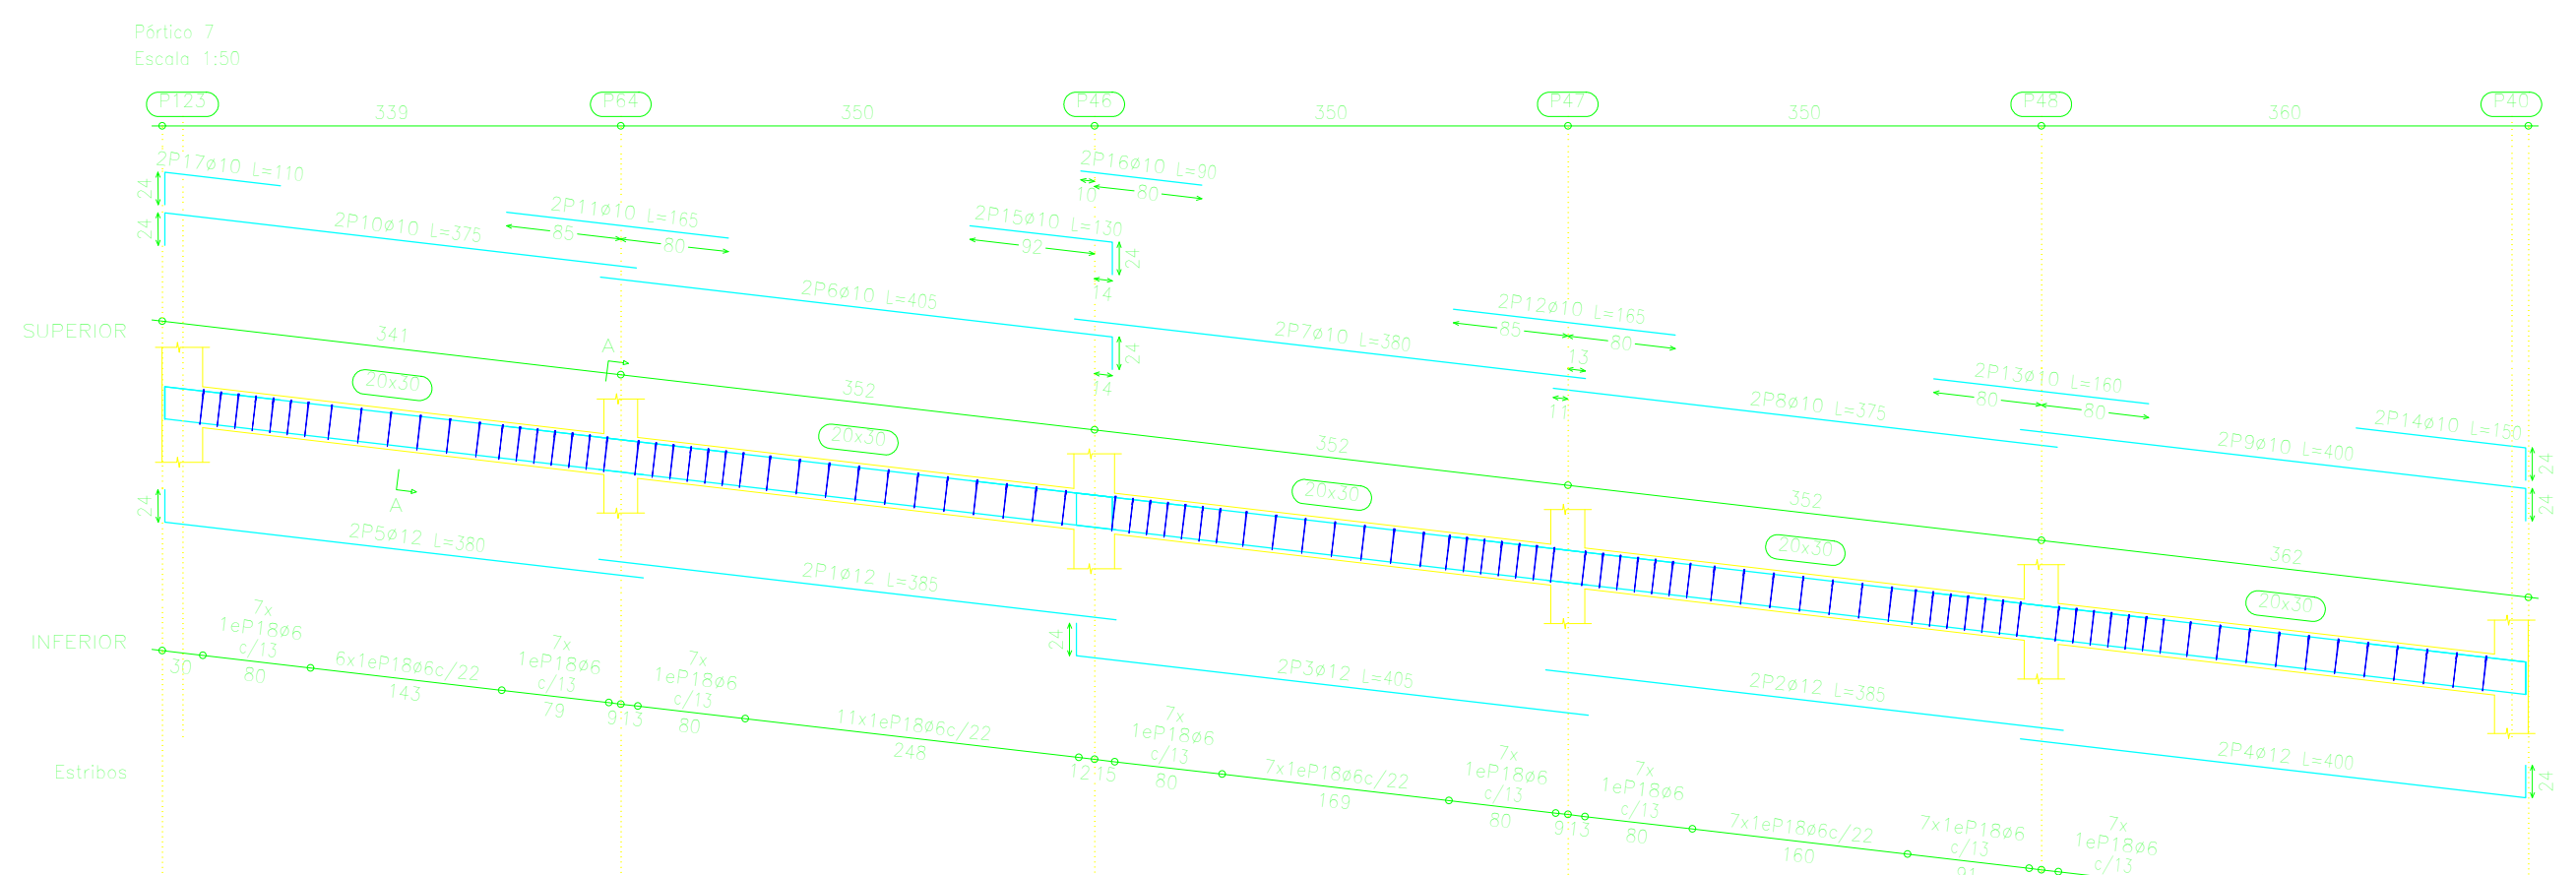 Pórtico 7
Escala 1:50
P123
P64
P46
P47
P48
P40
339
350
350
350
360
2P17ø10 L=110
24
2P16ø10 L=90
10
80
2P10ø10 L=375
24
2P11ø10 L=165
85
80
2P15ø10 L=130
92
24
14
2P6ø10 L=405
24
14
2P7ø10 L=380
2P12ø10 L=165
85
80
13
11
2P8ø10 L=375
2P13ø10 L=160
80
80
2P9ø10 L=400
24
2P14ø10 L=150
24
SUPERIOR
341
352
352
352
362
A
A
20x30
20x30
20x30
20x30
20x30
INFERIOR
24
2P5ø12 L=380
2P1ø12 L=385
24
2P3ø12 L=405
2P2ø12 L=385
2P4ø12 L=400
24
Estribos
30
7x
1eP18ø6
c/13
80
6x1eP18ø6c/22
143
7x
1eP18ø6
c/13
79
9
13
7x
1eP18ø6
c/13
80
11x1eP18ø6c/22
248
12
15
7x
1eP18ø6
c/13
80
7x1eP18ø6c/22
169
7x
1eP18ø6
c/13
80
9
13
7x
1eP18ø6
c/13
80
7x1eP18ø6c/22
160
7x1eP18ø6
c/13
7x
1eP18ø6
c/13